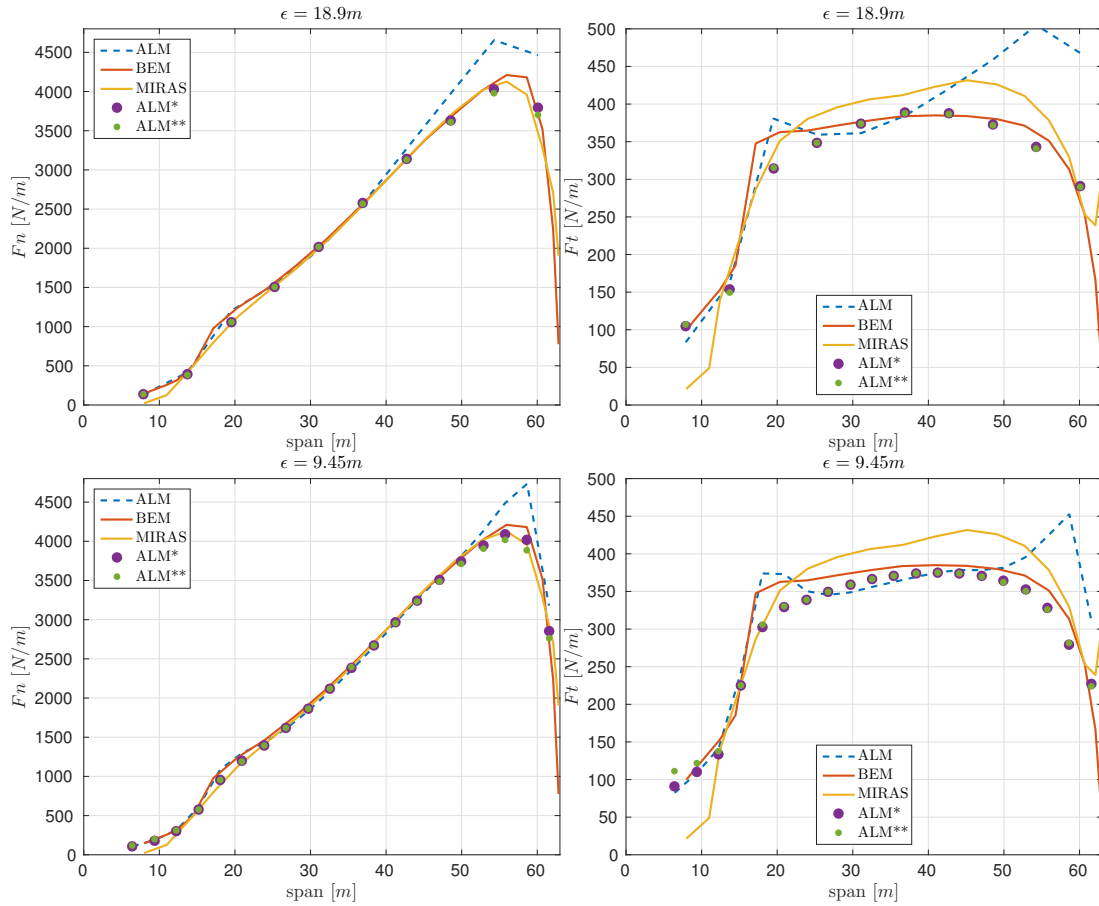 ϵ = 18.9m
4500
4000
3500
3000
2500
2000
1500
1000
500
0
Fn [N/m]
ALM
BEM
MIRAS
ALM*
ALM**
0 10 20 30 40 50 60
span [m]
ϵ = 18.9m
500
450
400
350
300
250
200
150
100
50
0
Ft [N/m]
ALM
BEM
MIRAS
ALM*
ALM**
0 10 20 30 40 50 60
span [m]
ϵ = 9.45m
4500
4000
3500
3000
2500
2000
1500
1000
500
0
Fn [N/m]
ALM
BEM
MIRAS
ALM*
ALM**
0 10 20 30 40 50 60
span [m]
ϵ = 9.45m
500
450
400
350
300
250
200
150
100
50
0
Ft [N/m]
ALM
BEM
MIRAS
ALM*
ALM**
0 10 20 30 40 50 60
span [m]